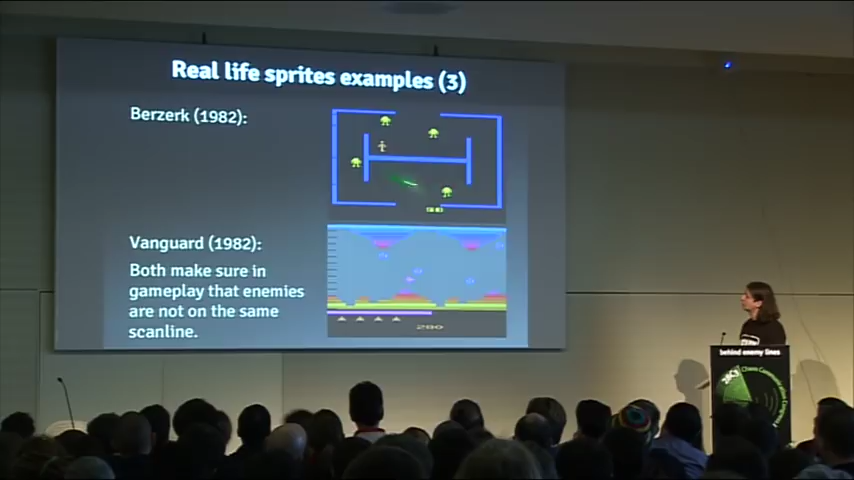 Real life sprites examples (3)
Berzerk (1982):
Vanguard (1982):
Both make sure in
gameplay that enemies
are not on the same
scanline.
280
behind enemy lines
28C3